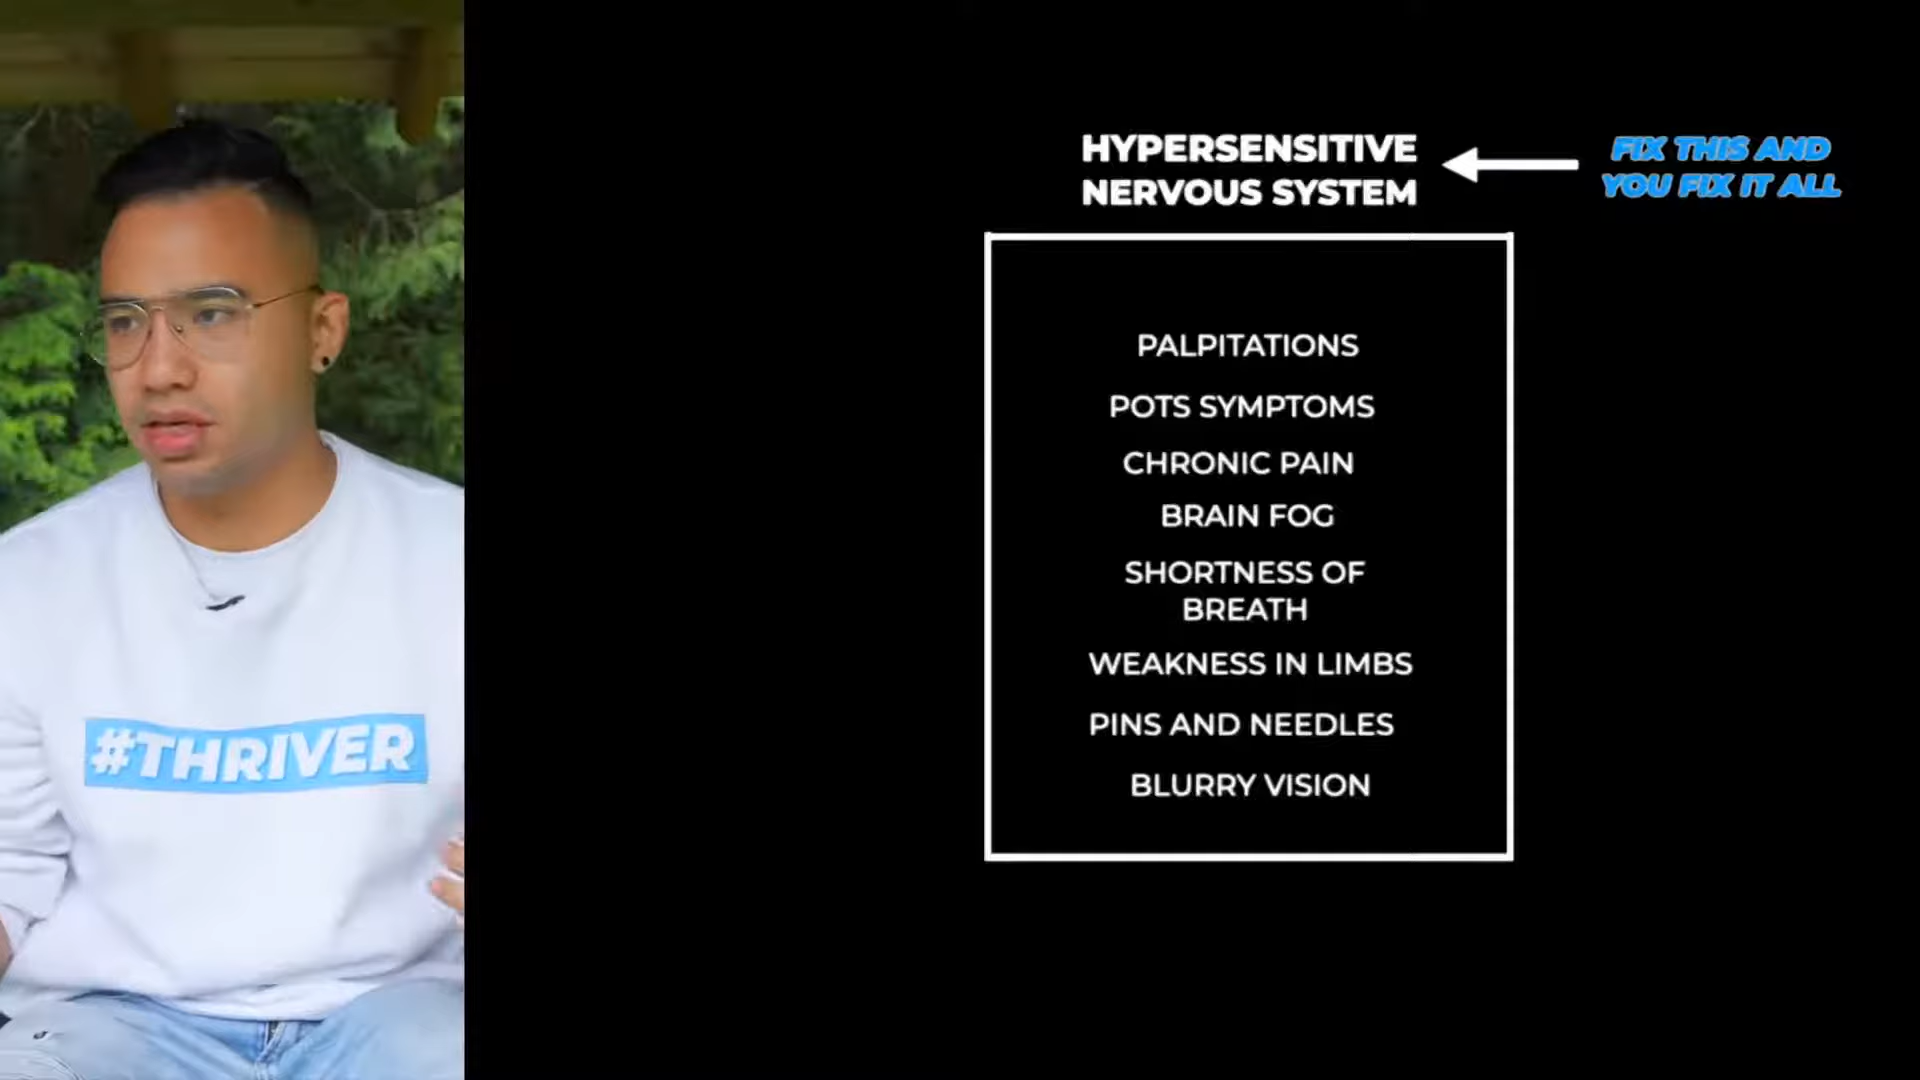 HYPERSENSITIVE
NERVOUS SYSTEM
FIX THIS AND
YOU FIX IT ALL
PALPITATIONS
POTS SYMPTOMS
CHRONIC PAIN
BRAIN FOG
SHORTNESS OF
BREATH
WEAKNESS IN LIMBS
PINS AND NEEDLES
BLURRY VISION
#THRIVER